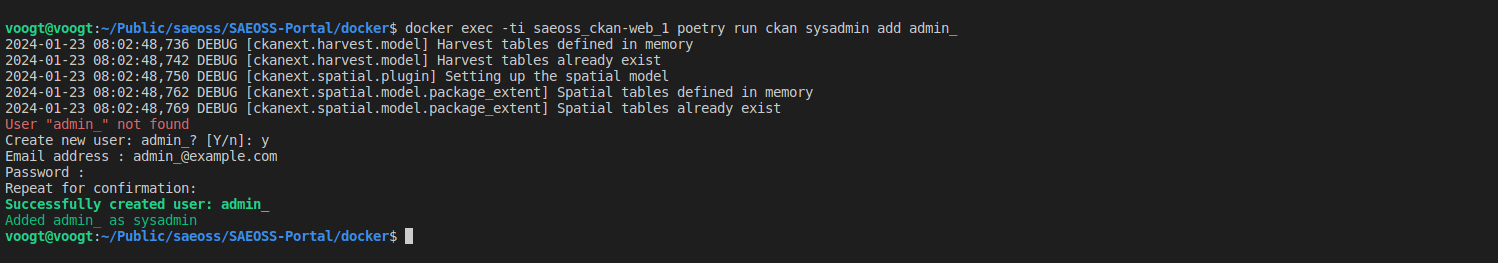 voogt@voogt:~/Public/saeoss/SAEOSS-Portal/docker$ docker exec -ti saeoss_ckan-web_1 poetry run ckan sysadmin add admin_
2024-01-23 08:02:48,736 DEBUG [ckanext.harvest.model] Harvest tables defined in memory
2024-01-23 08:02:48,742 DEBUG [ckanext.harvest.model] Harvest tables already exist
2024-01-23 08:02:48,750 DEBUG [ckanext.spatial.plugin] Setting up the spatial model
2024-01-23 08:02:48,762 DEBUG [ckanext.spatial.model.package_extent] Spatial tables defined in memory
2024-01-23 08:02:48,769 DEBUG [ckanext.spatial.model.package_extent] Spatial tables already exist
User "admin_" not found
Create new user: admin_? [Y/n]: y
Email address : admin_@example.com
Password :
Repeat for confirmation:
Successfully created user: admin_
Added admin_ as sysadmin
voogt@voogt:~/Public/saeoss/SAEOSS-Portal/docker$